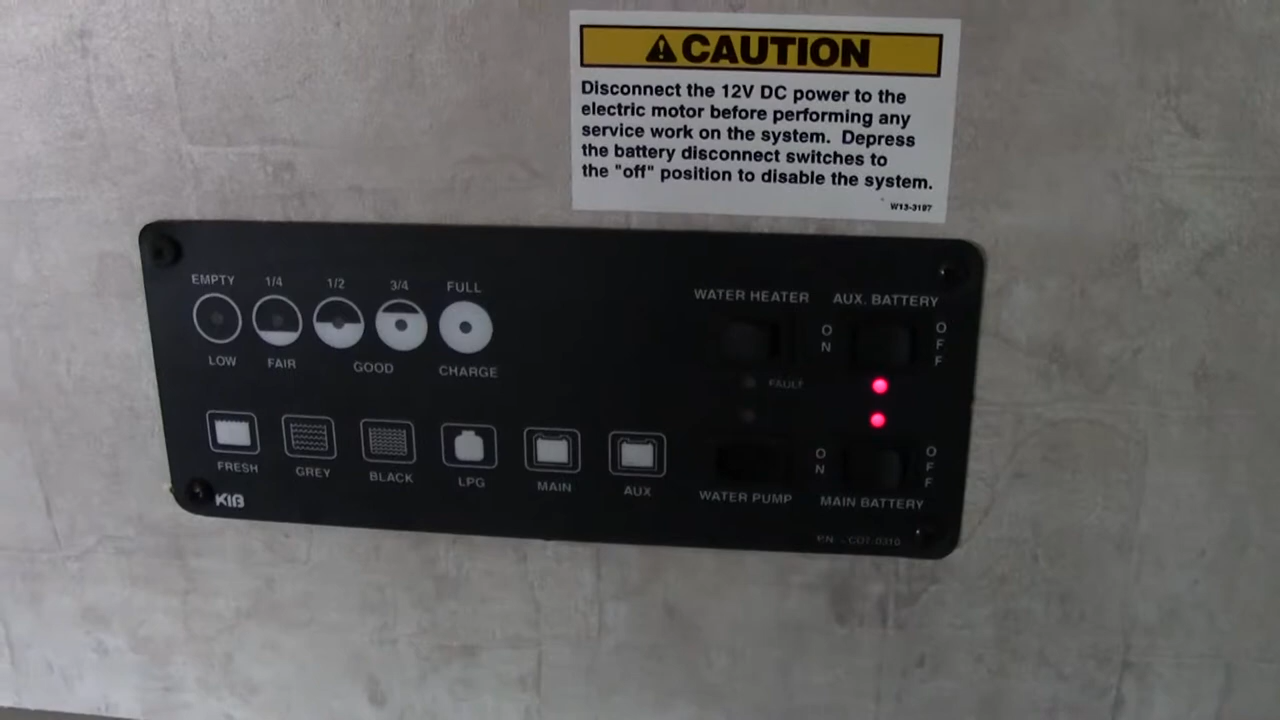 CAUTION
Disconnect the 12V DC power to the
electric motor before performing any
service work on the system. Depress
the battery disconnect switches to
the "off" position to disable the system.
W13-3197
EMPTY 1/4 1/2 3/4 FULL
LOW FAIR GOOD CHARGE
WATER HEATER AUX. BATTERY
ON OFF
FAULT
FRESH GREY BLACK LPG MAIN AUX
ON OFF
WATER PUMP MAIN BATTERY
KIB